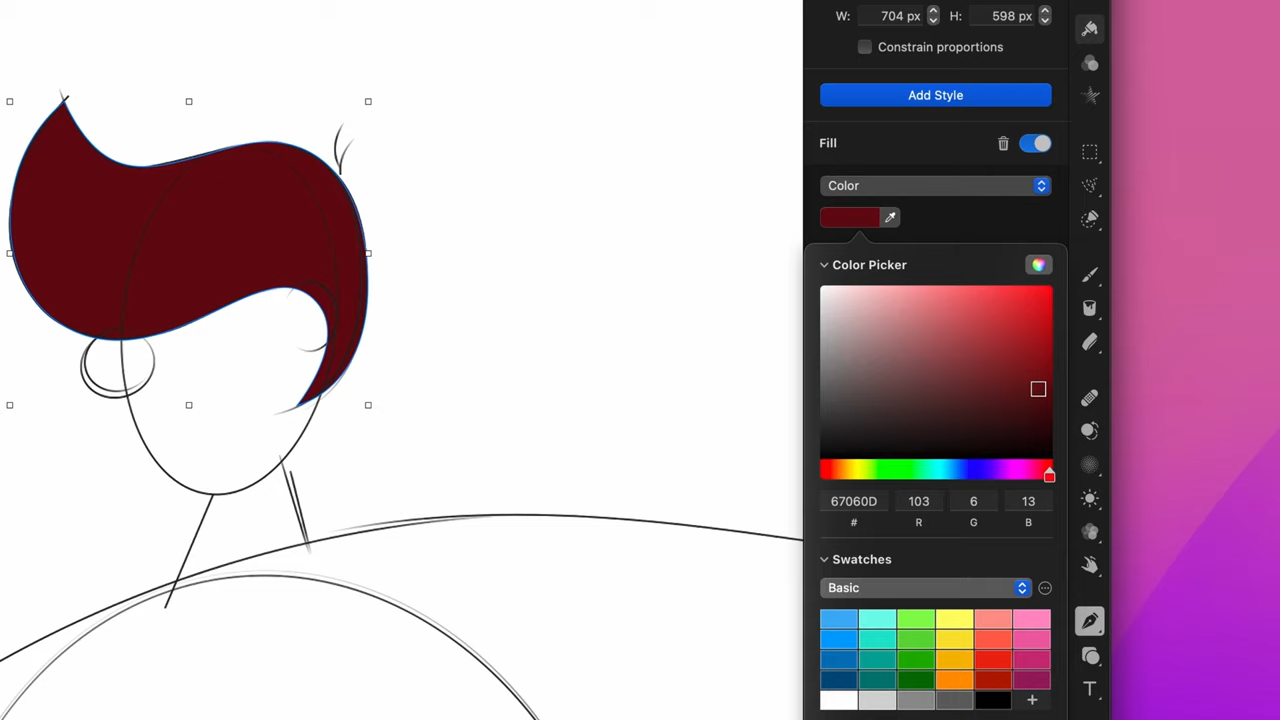 W: 704 px H: 598 px
Constrain proportions
Add Style
Fill
Color
Color Picker
67060D 103 6 13
# R G B
Swatches
Basic
T